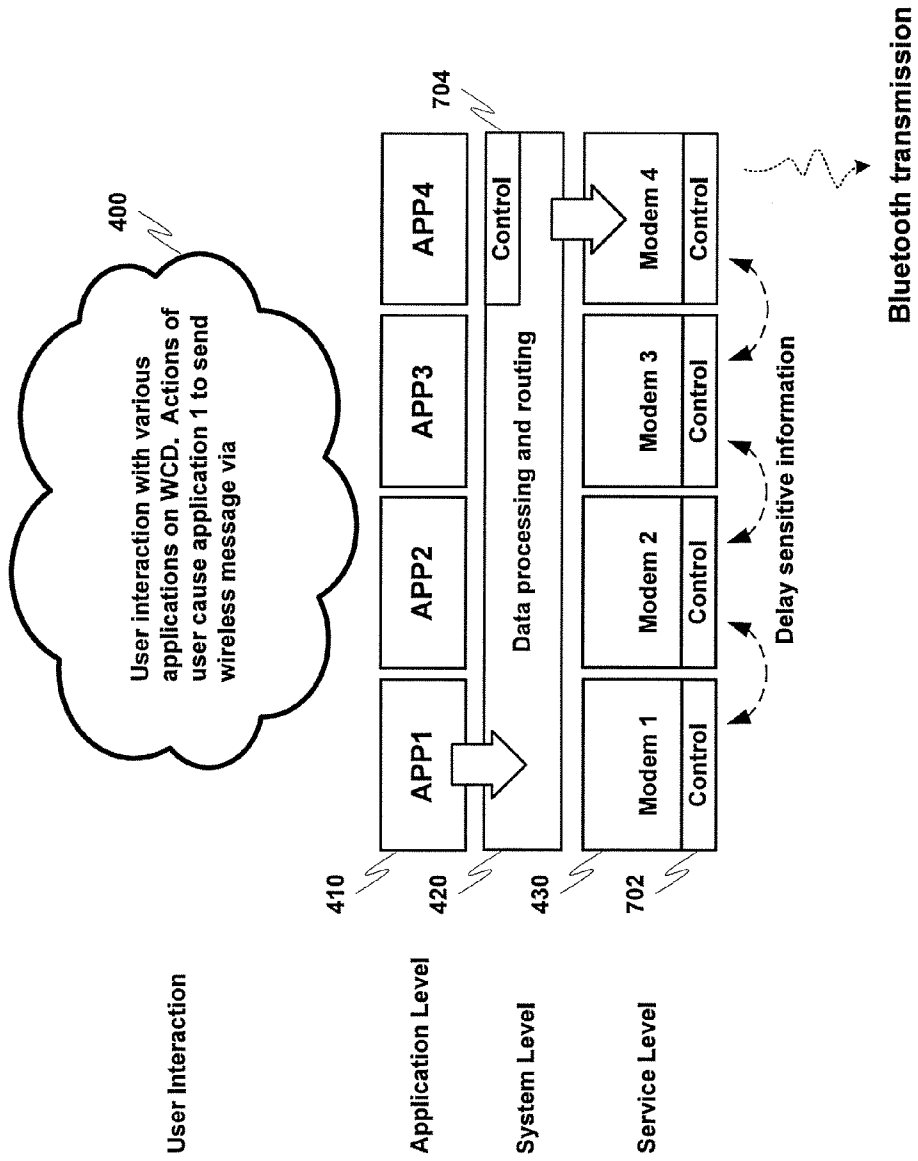 User Interaction
400
User interaction with various
applications on WCD. Actions of
user cause application 1 to send
wireless message via
Application Level
410
APP1
APP2
APP3
APP4
System Level
420
Data processing and routing
Control
704
Service Level
430
Modem 1
Modem 2
Modem 3
Modem 4
702
Control
Control
Control
Control
Delay sensitive information
Bluetooth transmission